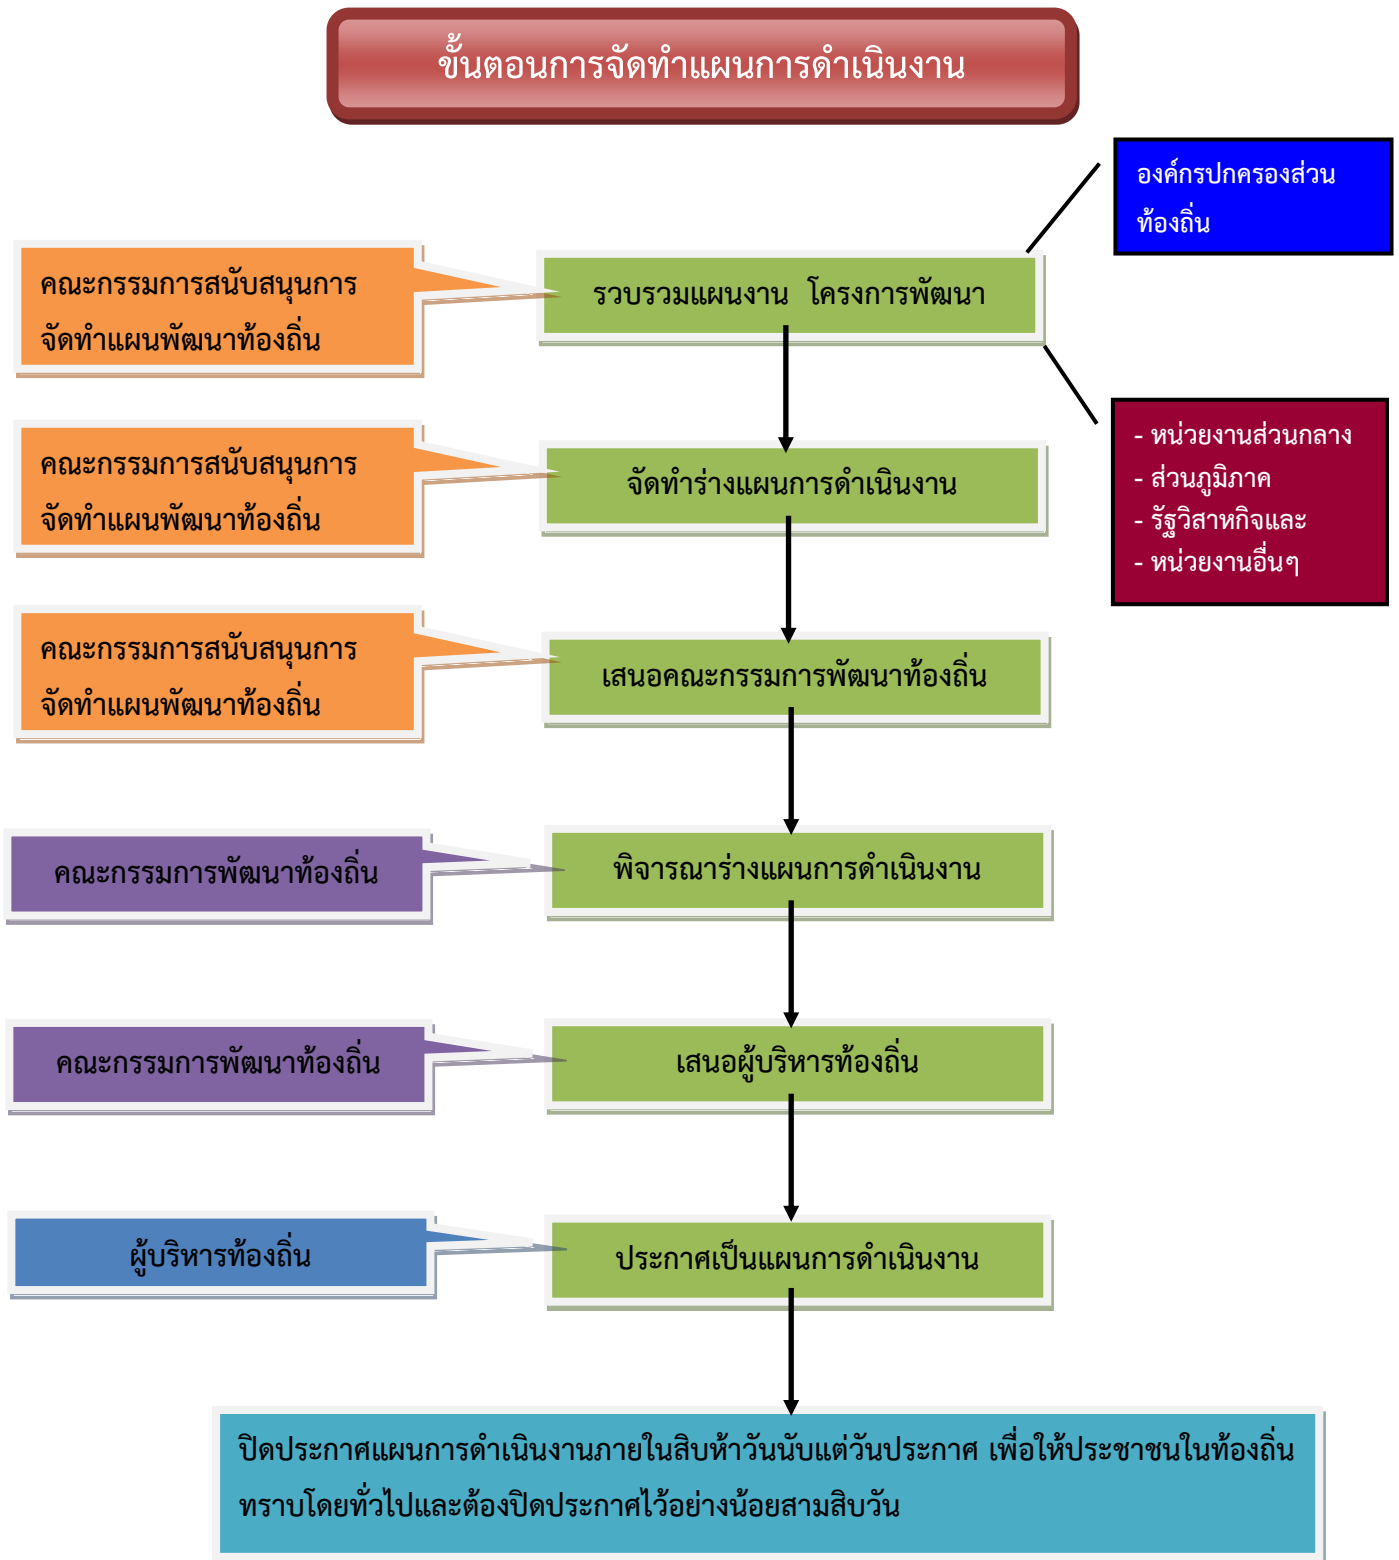 ขั้นตอนการจัดทำแผนการดำเนินงาน
องค์กรปกครองส่วน
ท้องถิ่น
คณะกรรมการสนับสนุนการ
จัดทำแผนพัฒนาท้องถิ่น
รวบรวมแผนงาน โครงการพัฒนา
- หน่วยงานส่วนกลาง
- ส่วนภูมิภาค
- รัฐวิสาหกิจและ
- หน่วยงานอื่นๆ
คณะกรรมการสนับสนุนการ
จัดทำแผนพัฒนาท้องถิ่น
จัดทำร่างแผนการดำเนินงาน
คณะกรรมการสนับสนุนการ
จัดทำแผนพัฒนาท้องถิ่น
เสนอคณะกรรมการพัฒนาท้องถิ่น
คณะกรรมการพัฒนาท้องถิ่น
พิจารณาร่างแผนการดำเนินงาน
คณะกรรมการพัฒนาท้องถิ่น
เสนอผู้บริหารท้องถิ่น
ผู้บริหารท้องถิ่น
ประกาศเป็นแผนการดำเนินงาน
ปิดประกาศแผนการดำเนินงานภายในสิบห้าวันนับแต่วันประกาศ เพื่อให้ประชาชนในท้องถิ่น
ทราบโดยทั่วไปและต้องปิดประกาศไว้อย่างน้อยสามสิบวัน